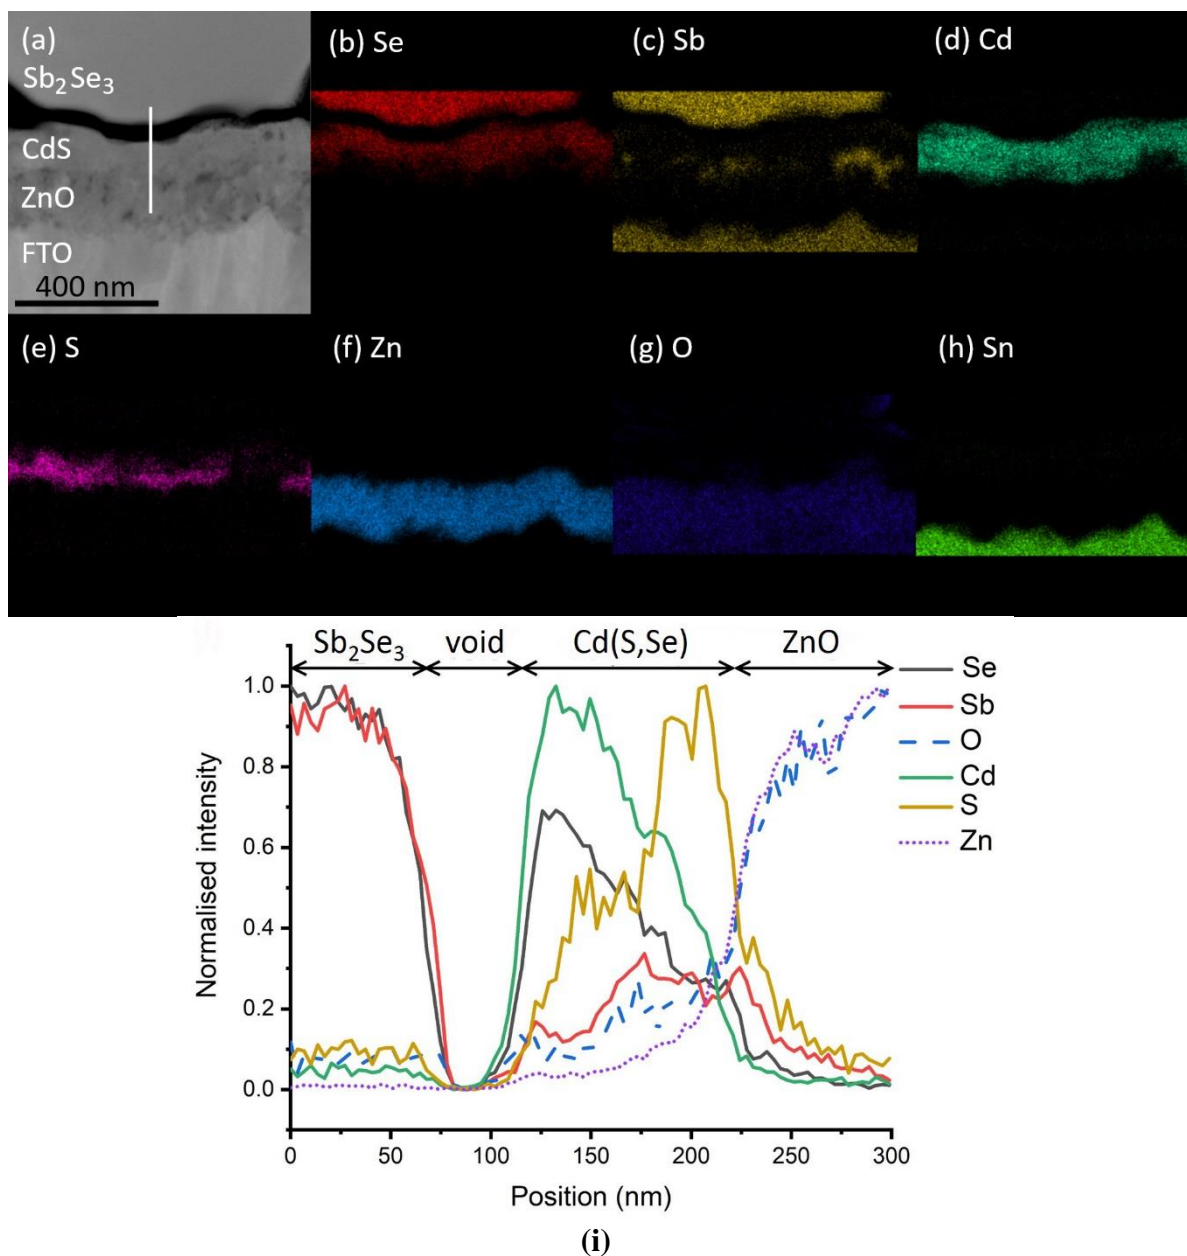 (a)
Sb₂Se₃
CdS
ZnO
FTO
400 nm
(b) Se
(c) Sb
(d) Cd
(e) S
(f) Zn
(g) O
(h) Sn
Sb₂Se₃ void Cd(S,Se) ZnO
Se
Sb
O
Cd
S
Zn
1.0
0.8
0.6
0.4
0.2
0.0
Normalised intensity
0 50 100 150 200 250 300
Position (nm)
(i)